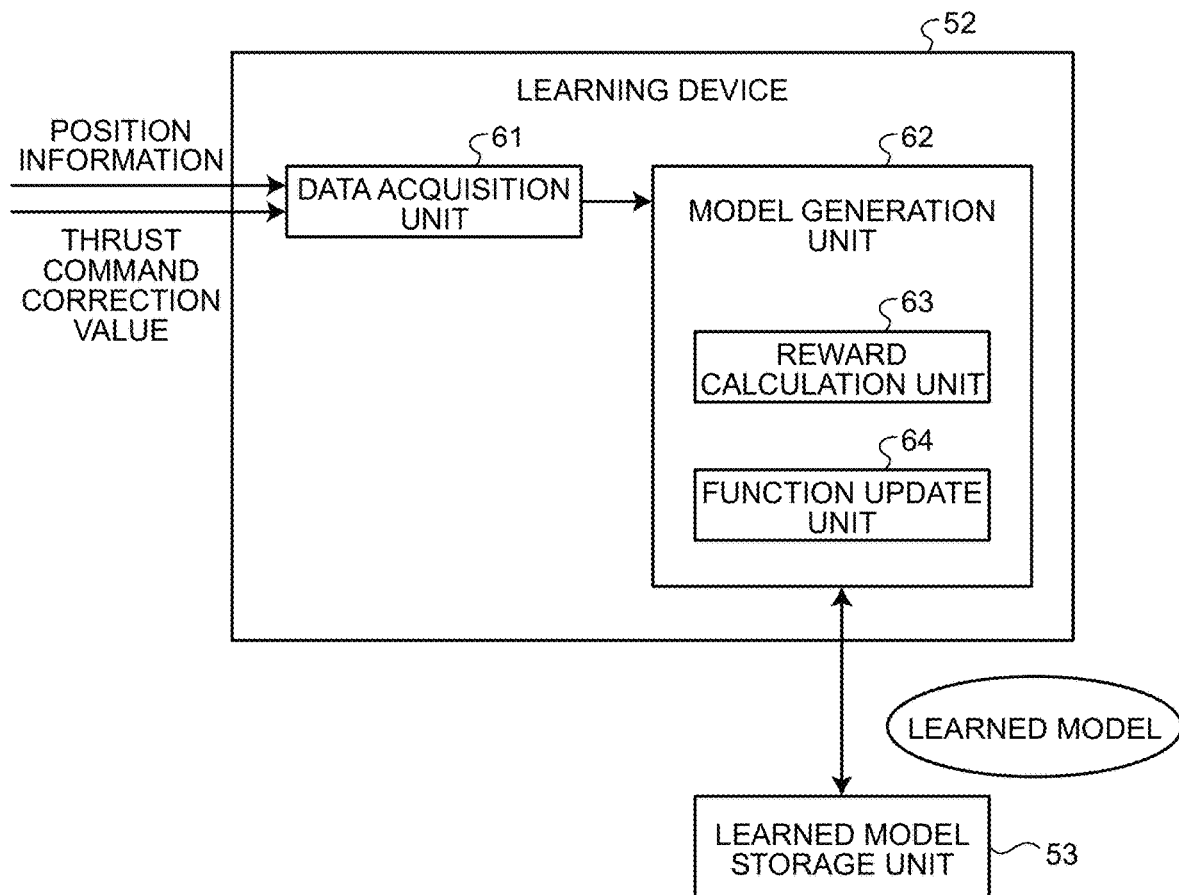 52
LEARNING DEVICE
POSITION
INFORMATION
61
DATA ACQUISITION
UNIT
THRUST
COMMAND
CORRECTION
VALUE
62
MODEL GENERATION
UNIT
63
REWARD
CALCULATION UNIT
64
FUNCTION UPDATE
UNIT
LEARNED MODEL
LEARNED MODEL
STORAGE UNIT
53